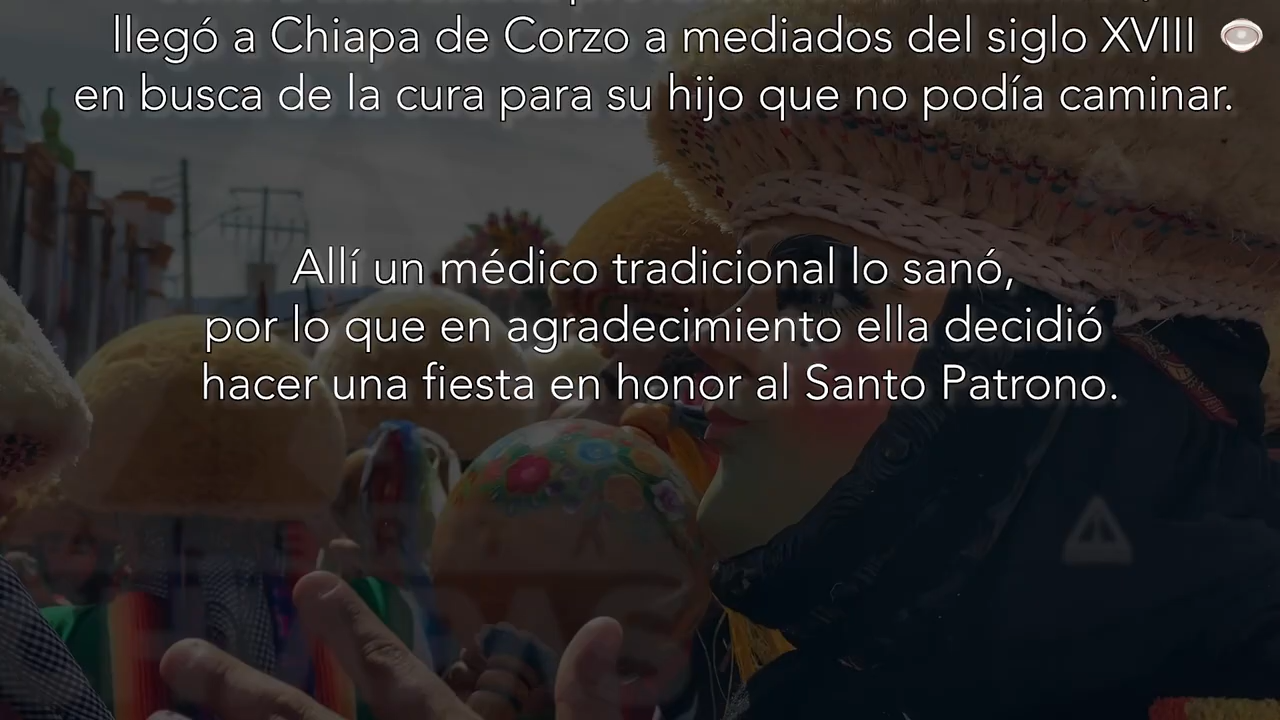 llegó a Chiapa de Corzo a mediados del siglo XVIII
en busca de la cura para su hijo que no podía caminar.
Allí un médico tradicional lo sanó,
por lo que en agradecimiento ella decidió
hacer una fiesta en honor al Santo Patrono.